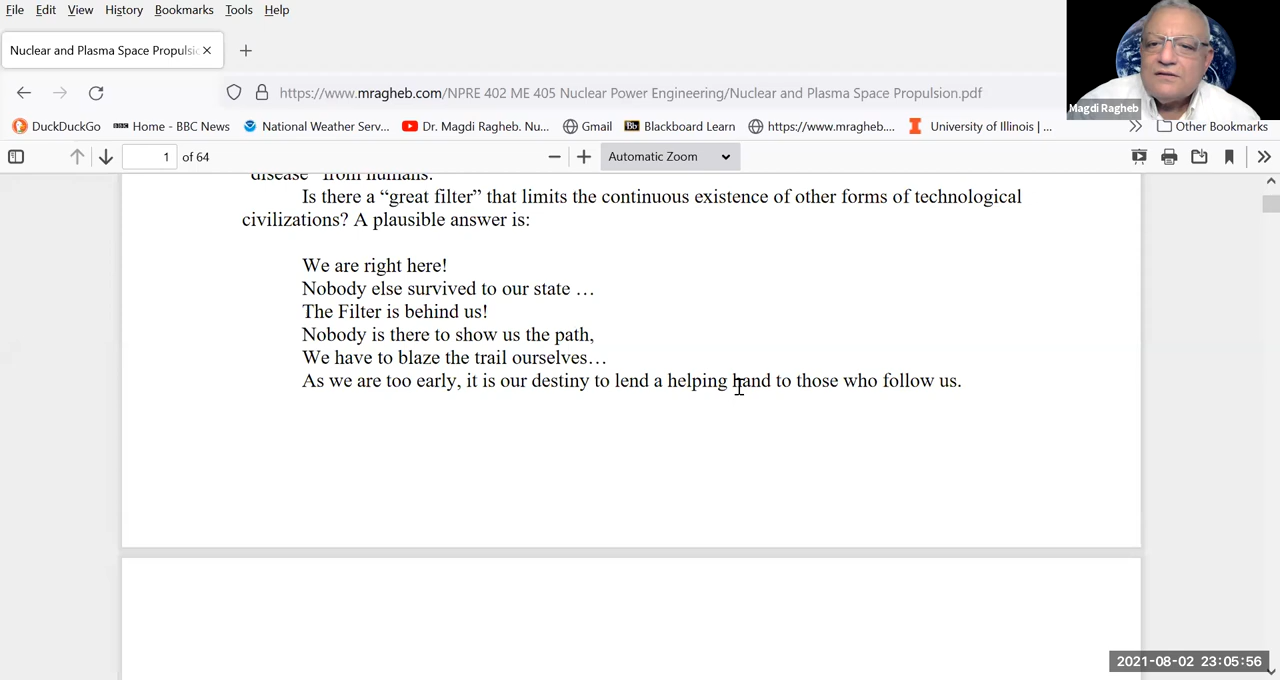 File Edit View History Bookmarks Tools Help
Nuclear and Plasma Space Propulsi
https://www.mragheb.com/NPRE 402 ME 405 Nuclear Power Engineering/Nuclear and Plasma Space Propulsion.pdf
Magdi Ragheb
DuckDuckGo BBC Home - BBC News National Weather Serv... Dr. Magdi Ragheb. Nu... Gmail Bb Blackboard Learn https://www.mragheb.... University of Illinois | ... Other Bookmarks
1 of 64 Automatic Zoom
disease” from humans.
Is there a “great filter” that limits the continuous existence of other forms of technological
civilizations? A plausible answer is:
We are right here!
Nobody else survived to our state …
The Filter is behind us!
Nobody is there to show us the path,
We have to blaze the trail ourselves…
As we are too early, it is our destiny to lend a helping hand to those who follow us.
2021-08-02 23:05:56